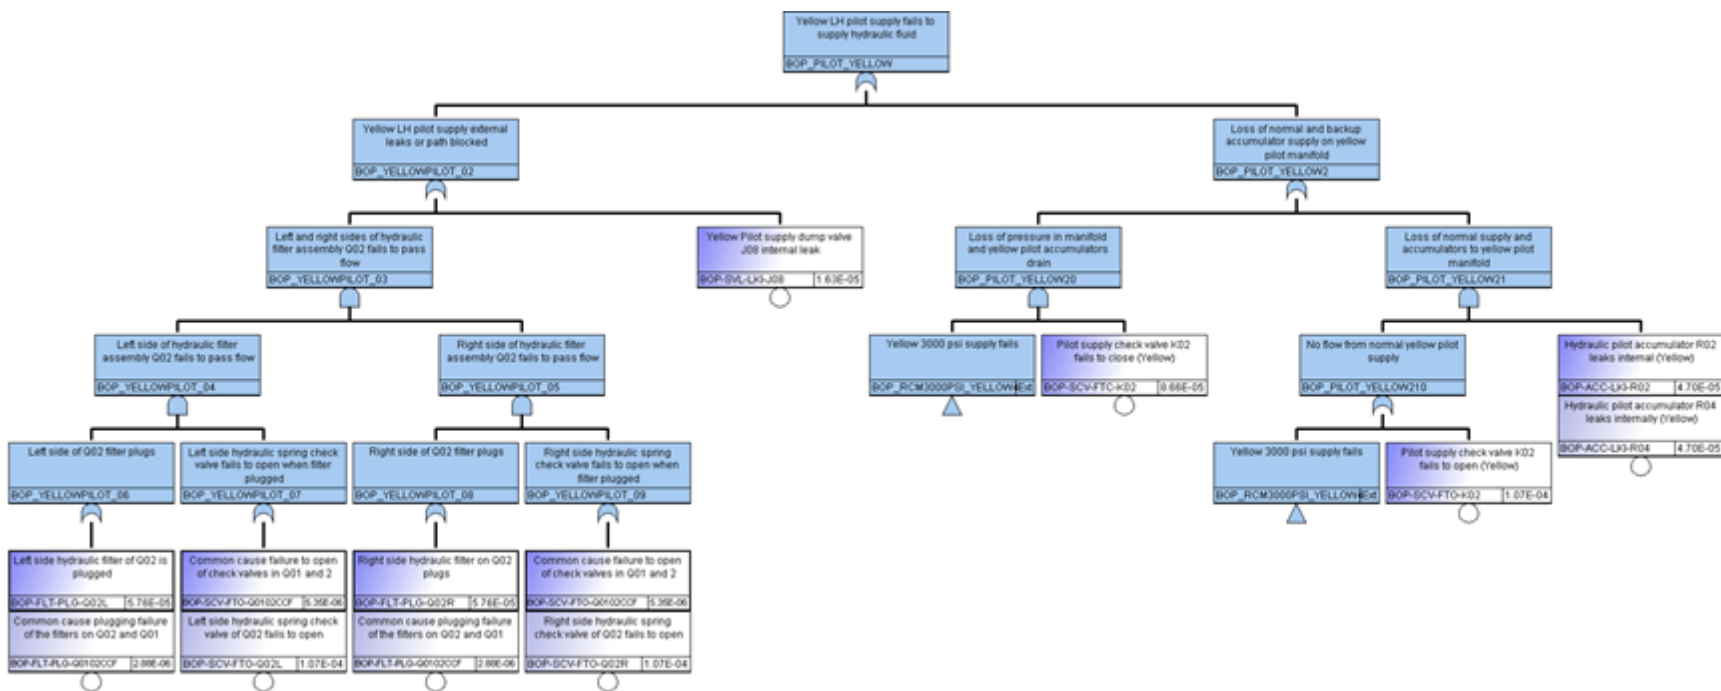 Yellow LH pilot supply fails to
supply hydraulic fluid
BOP_PILOT_YELLOW
Yellow LH pilot supply external
leaks or path blocked
BOP_YELLOWPILOT_02
Loss of normal and backup
accumulator supply on yellow
pilot manifold
BOP_PILOT_YELLOW2
Left and right sides of hydraulic
filter assembly Q02 fails to pass
flow
BOP_YELLOWPILOT_03
Yellow Pilot supply dump valve
J08 internal leak
BOP-SVL-LKI-J08 1.63E-05
Loss of pressure in manifold
and yellow pilot accumulators
drain
BOP_PILOT_YELLOW20
Loss of normal supply and
accumulators to yellow pilot
manifold
BOP_PILOT_YELLOW21
Left side of hydraulic filter
assembly Q02 fails to pass flow
BOP_YELLOWPILOT_04
Right side of hydraulic filter
assembly Q02 fails to pass flow
BOP_YELLOWPILOT_05
Yellow 3000 psi supply fails
BOP_RCM3000PSI_YELLOW Ext
Pilot supply check valve K02
fails to close (Yellow)
BOP-SCV-FTC-K02 8.66E-05
No flow from normal yellow pilot
supply
BOP_PILOT_YELLOW210
Hydraulic pilot accumulator R02
leaks internal (Yellow)
BOP-ACC-LKI-R02 4.70E-05
Hydraulic pilot accumulator R04
leaks internally (Yellow)
BOP-ACC-LKI-R04 4.70E-05
Left side of Q02 filter plugs
BOP_YELLOWPILOT_06
Left side hydraulic spring check
valve fails to open when filter
plugged
BOP_YELLOWPILOT_07
Right side of Q02 filter plugs
BOP_YELLOWPILOT_08
Right side hydraulic spring
check valve fails to open when
filter plugged
BOP_YELLOWPILOT_09
Yellow 3000 psi supply fails
BOP_RCM3000PSI_YELLOW Ext
Pilot supply check valve K02
fails to open (Yellow)
BOP-SCV-FTO-K02 1.07E-04
Left side hydraulic filter of Q02 is
plugged
BOP-FLT-PLG-Q02L 5.76E-05
Common cause plugging failure
of the filters on Q02 and Q01
BOP-FLT-PLG-Q0102CCF 2.88E-06
Common cause failure to open
of check valves in Q01 and 2
BOP-SCV-FTO-Q0102CCF 5.35E-06
Left side hydraulic spring check
valve of Q02 fails to open
BOP-SCV-FTO-Q02L 1.07E-04
Right side hydraulic filter on Q02
plugs
BOP-FLT-PLG-Q02R 5.76E-05
Common cause plugging failure
of the filters on Q02 and Q01
BOP-FLT-PLG-Q0102CCF 2.88E-06
Common cause failure to open
of check valves in Q01 and 2
BOP-SCV-FTO-Q0102CCF 5.35E-06
Right side hydraulic spring
check valve of Q02 fails to open
BOP-SCV-FTO-Q02R 1.07E-04